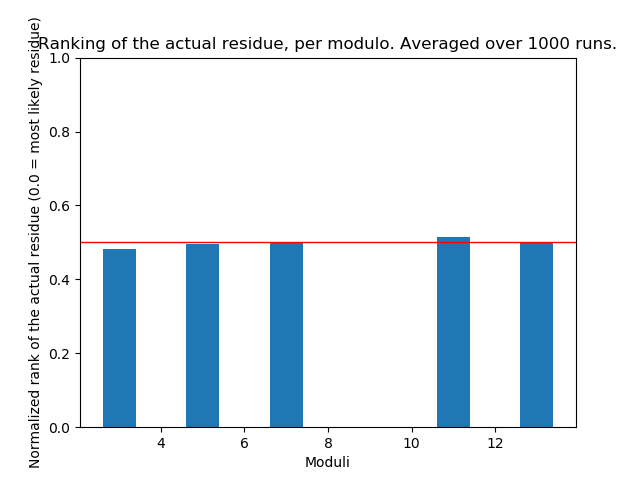 Ranking of the actual residue, per modulo. Averaged over 1000 runs.
Normalized rank of the actual residue (0.0 = most likely residue)
1.0
0.8
0.6
0.4
0.2
0.0
4 6 8 10 12
Moduli